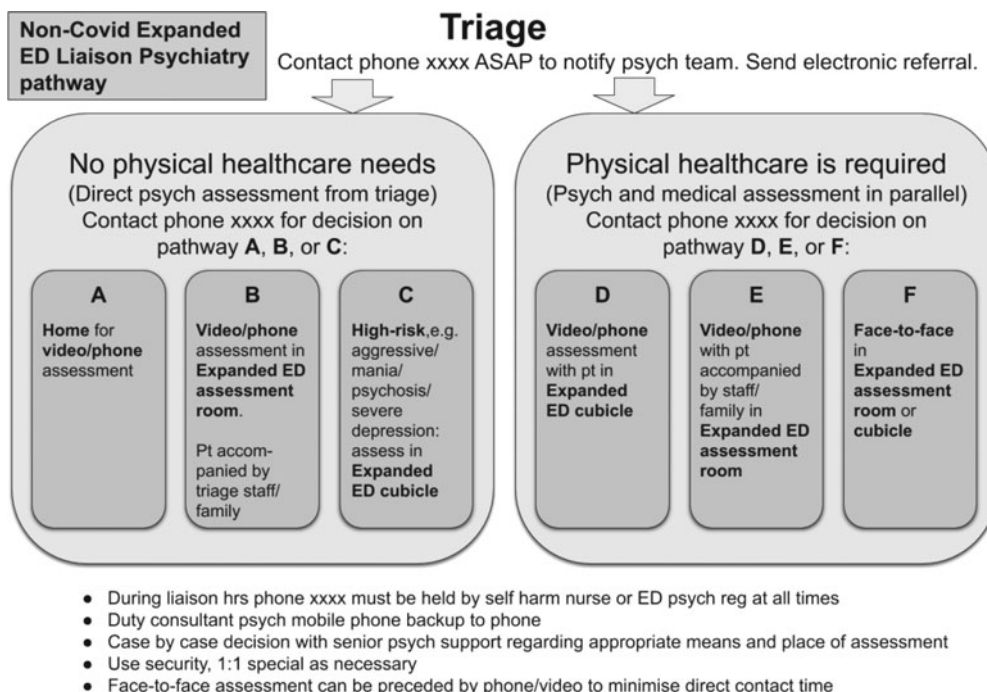 Non-Covid Expanded
ED Liaison Psychiatry
pathway
Triage
Contact phone xxxx ASAP to notify psych team. Send electronic referral.
No physical healthcare needs
(Direct psych assessment from triage)
Contact phone xxxx for decision on
pathway A, B, or C:
A
Home for
video/phone
assessment
B
Video/phone
assessment in
Expanded ED
assessment
room.
Pt accom-
panied by
triage staff/
family
C
High-risk,e.g.
aggressive/
mania/
psychosis/
severe
depression:
assess in
Expanded
ED cubicle
Physical healthcare is required
(Psych and medical assessment in parallel)
Contact phone xxxx for decision on
pathway D, E, or F:
D
Video/phone
assessment
with pt in
Expanded
ED cubicle
E
Video/phone
with pt
accompanied
by staff/
family in
Expanded ED
assessment
room
F
Face-to-face
in
Expanded ED
assessment
room or
cubicle
● During liaison hrs phone xxxx must be held by self harm nurse or ED psych reg at all times
● Duty consultant psych mobile phone backup to phone
● Case by case decision with senior psych support regarding appropriate means and place of assessment
● Use security, 1:1 special as necessary
● Face-to-face assessment can be preceded by phone/video to minimise direct contact time